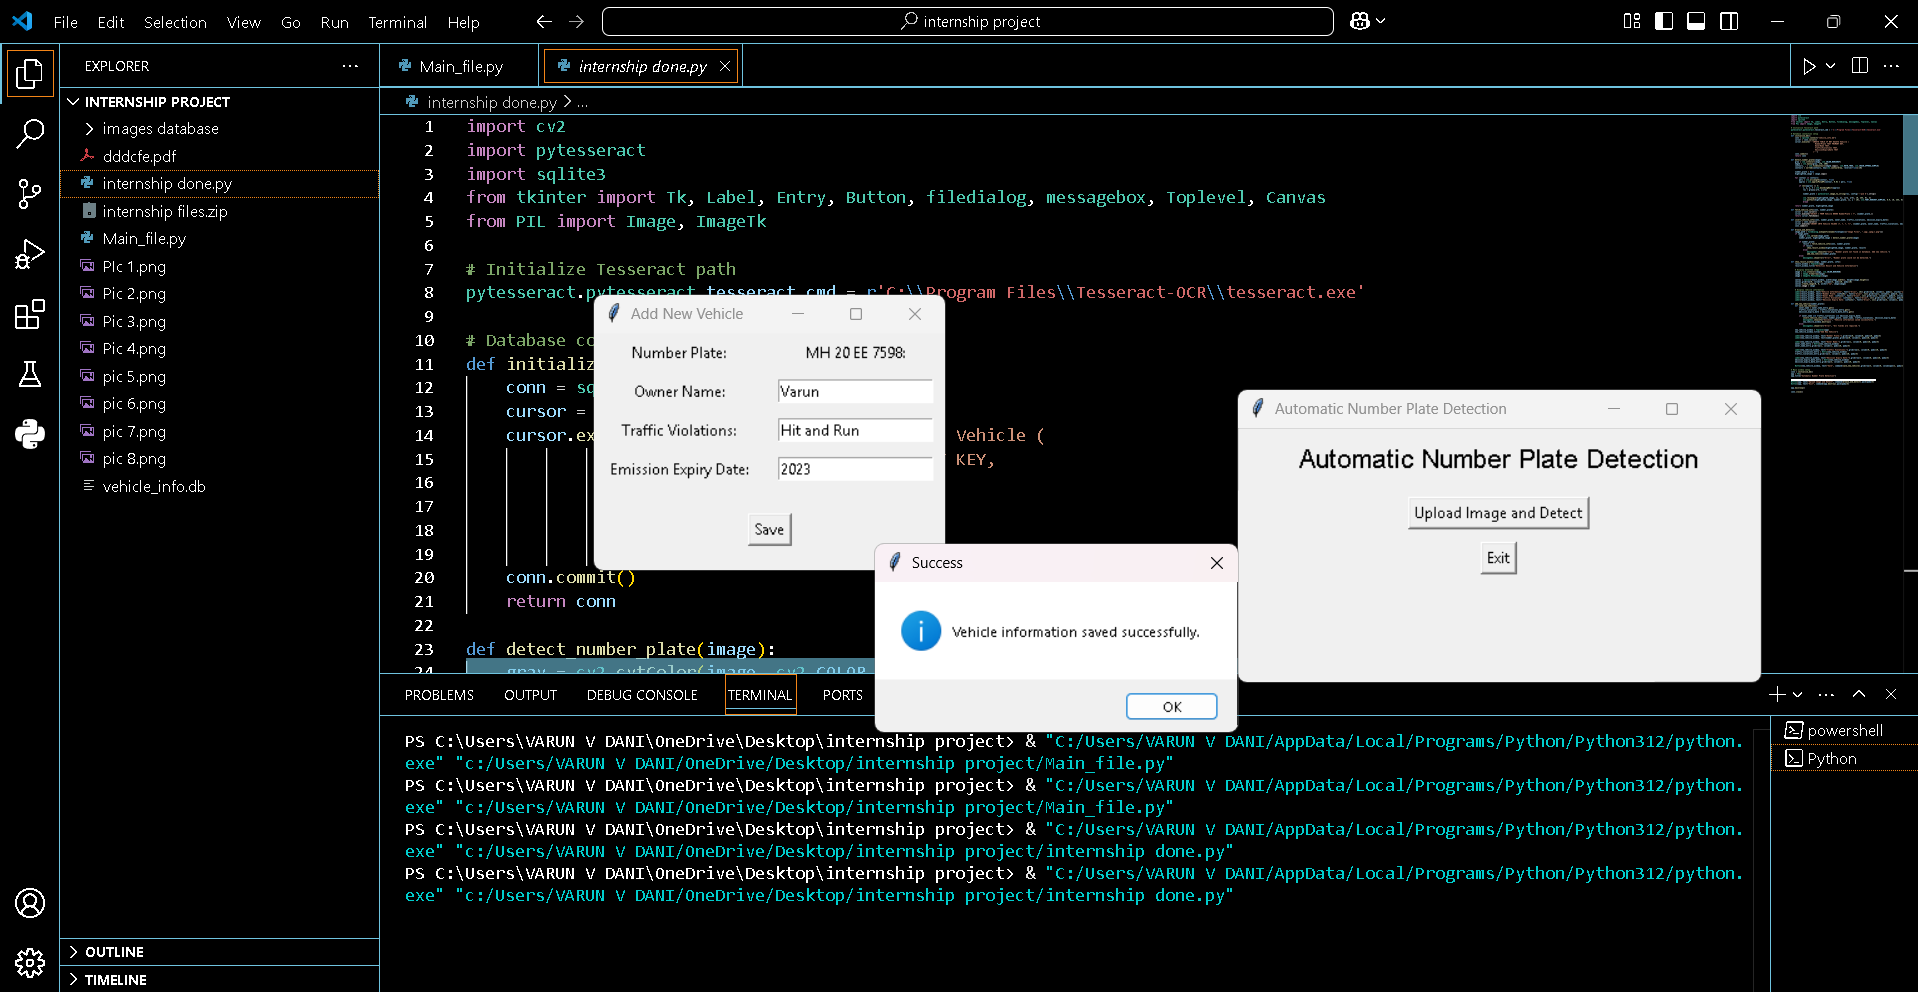 File Edit Selection View Go Run Terminal Help
internship project
EXPLORER
INTERNSHIP PROJECT
images database
dddcfe.pdf
internship done.py
internship files.zip
Main_file.py
PIc 1.png
Pic 2.png
Pic 3.png
Pic 4.png
pic 5.png
pic 6.png
pic 7.png
pic 8.png
vehicle_info.db
OUTLINE
TIMELINE
Main_file.py
internship done.py
internship done.py > ...
1 import cv2
2 import pytesseract
3 import sqlite3
4 from tkinter import Tk, Label, Entry, Button, filedialog, messagebox, Toplevel, Canvas
5 from PIL import Image, ImageTk
6
7 # Initialize Tesseract path
8 pytesseract.pytesseract.tesseract_cmd = r'C:\\Program Files\\Tesseract-OCR\\tesseract.exe'
9
10 # Database co
11 def initializ
12 conn = sq
13 cursor =
14 cursor.ex Vehicle (
15 KEY,
16
17
18
19
20 conn.commit()
21 return conn
22
23 def detect_number_plate(image):
24 gray = cv2.cvtColor(image, cv2.COLOR
Add New Vehicle
Number Plate: MH 20 EE 7598:
Owner Name: Varun
Traffic Violations: Hit and Run
Emission Expiry Date: 2023
Save
Success
Vehicle information saved successfully.
OK
Automatic Number Plate Detection
Automatic Number Plate Detection
Upload Image and Detect
Exit
PROBLEMS OUTPUT DEBUG CONSOLE TERMINAL PORTS
PS C:\Users\VARUN V DANI\OneDrive\Desktop\internship project> & "C:/Users/VARUN V DANI/AppData/Local/Programs/Python/Python312/python.
exe" "c:/Users/VARUN V DANI/OneDrive/Desktop/internship project/Main_file.py"
PS C:\Users\VARUN V DANI\OneDrive\Desktop\internship project> & "C:/Users/VARUN V DANI/AppData/Local/Programs/Python/Python312/python.
exe" "c:/Users/VARUN V DANI/OneDrive/Desktop/internship project/Main_file.py"
PS C:\Users\VARUN V DANI\OneDrive\Desktop\internship project> & "C:/Users/VARUN V DANI/AppData/Local/Programs/Python/Python312/python.
exe" "c:/Users/VARUN V DANI/OneDrive/Desktop/internship project/internship done.py"
PS C:\Users\VARUN V DANI\OneDrive\Desktop\internship project> & "C:/Users/VARUN V DANI/AppData/Local/Programs/Python/Python312/python.
exe" "c:/Users/VARUN V DANI/OneDrive/Desktop/internship project/internship done.py"
powershell
Python